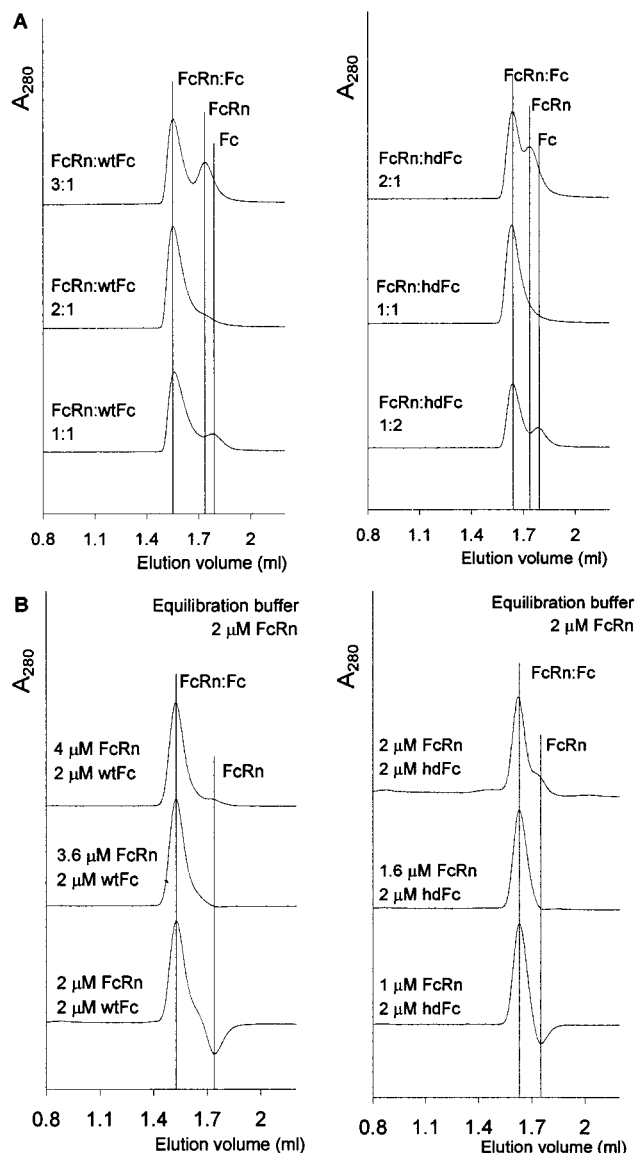 A
A280
FcRn:Fc
FcRn
Fc
FcRn:wtFc
3:1
FcRn:wtFc
2:1
FcRn:wtFc
1:1
0.8 1.1 1.4 1.7 2
Elution volume (ml)
A280
FcRn:Fc
FcRn
Fc
FcRn:hdFc
2:1
FcRn:hdFc
1:1
FcRn:hdFc
1:2
0.8 1.1 1.4 1.7 2
Elution volume (ml)
B
A280
Equilibration buffer
2 µM FcRn
FcRn:Fc
FcRn
4 µM FcRn
2 µM wtFc
3.6 µM FcRn
2 µM wtFc
2 µM FcRn
2 µM wtFc
0.8 1.1 1.4 1.7 2
Elution volume (ml)
A280
Equilibration buffer
2 µM FcRn
FcRn:Fc
FcRn
2 µM FcRn
2 µM hdFc
1.6 µM FcRn
2 µM hdFc
1 µM FcRn
2 µM hdFc
0.8 1.1 1.4 1.7 2
Elution volume (ml)